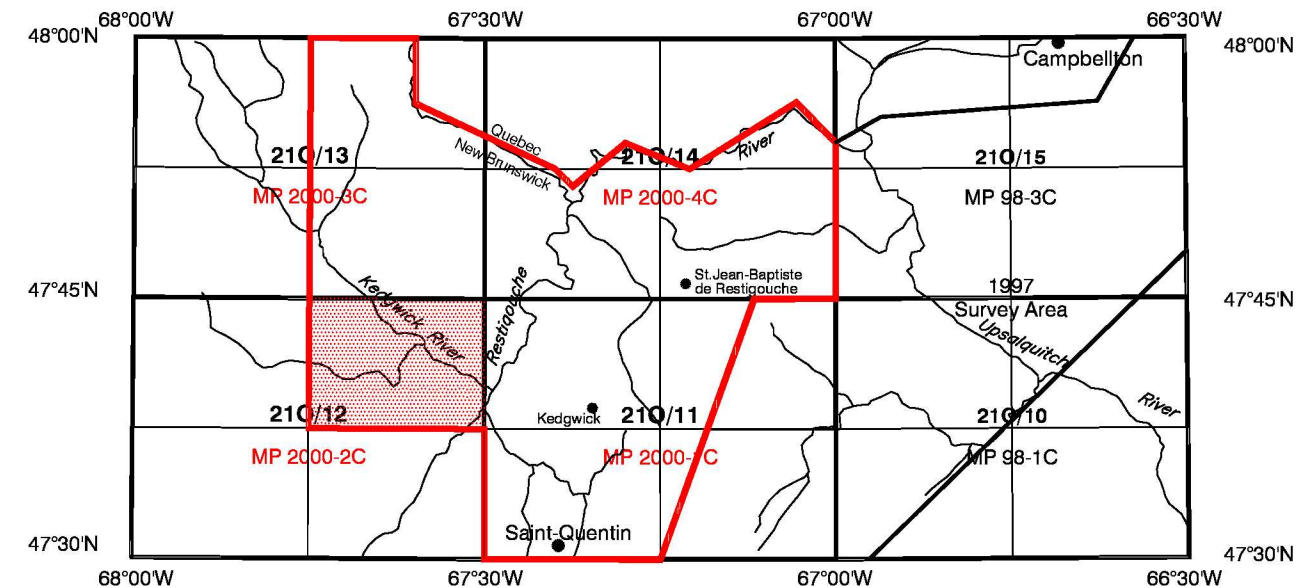 68°00'W 67°30'W 67°00'W 66°30'W
48°00'N 48°00'N
Campbellton
Quebec
New Brunswick
River
21O/13 21O/14 21O/15
MP 2000-3C MP 2000-4C MP 98-3C
St.Jean-Baptiste
de Restigouche
47°45'N 47°45'N
1997
Survey Area
Kedgwick River
Restigouche
Upsalquitch
River
Kedgwick
21O/12 21O/11 21O/10
MP 2000-2C MP 98-1C
Saint-Quentin
47°30'N 47°30'N
68°00'W 67°30'W 67°00'W 66°30'W